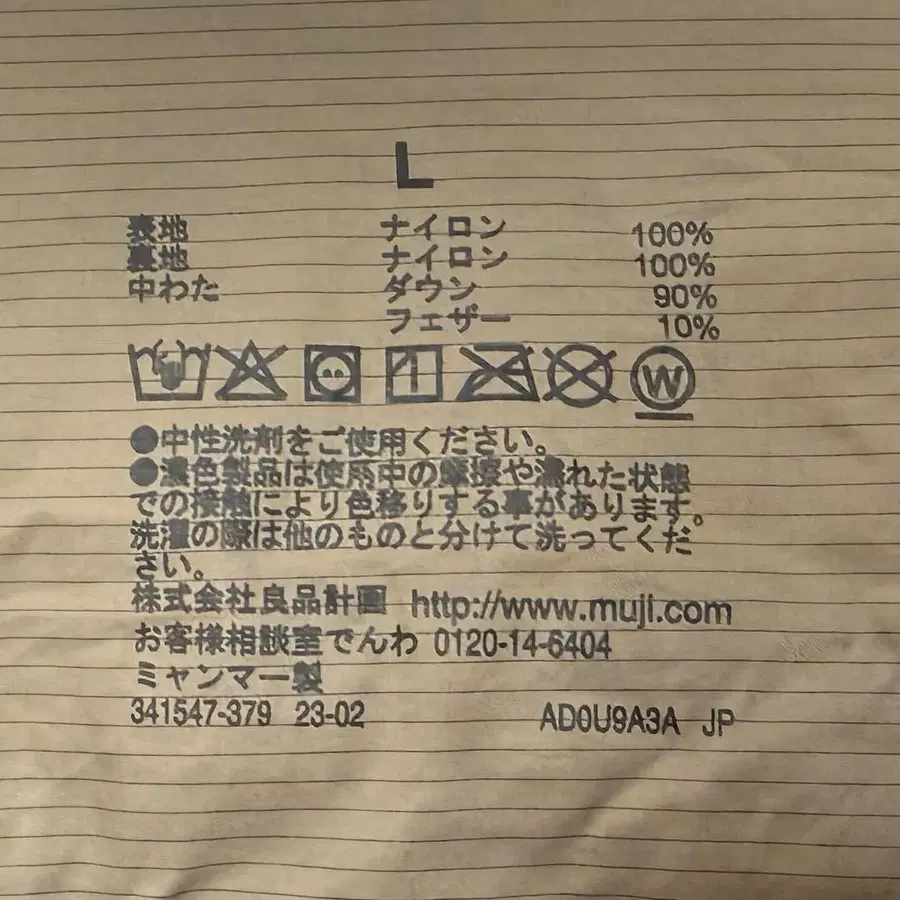 L
表地 ナイロン 100%
裏地 ナイロン 100%
中わた ダウン 90%
フェザー 10%
W
●中性洗剤をご使用ください。
●濃色製品は使用中の摩擦や濡れた状態
での接触により色移りする事があります。
洗濯の際は他のものと分けて洗ってくだ
さい。
株式会社良品計画 http://www.muji.com
お客様相談室でんわ 0120-14-6404
ミャンマー製
341547-379 23-02 AD0U9A3A JP